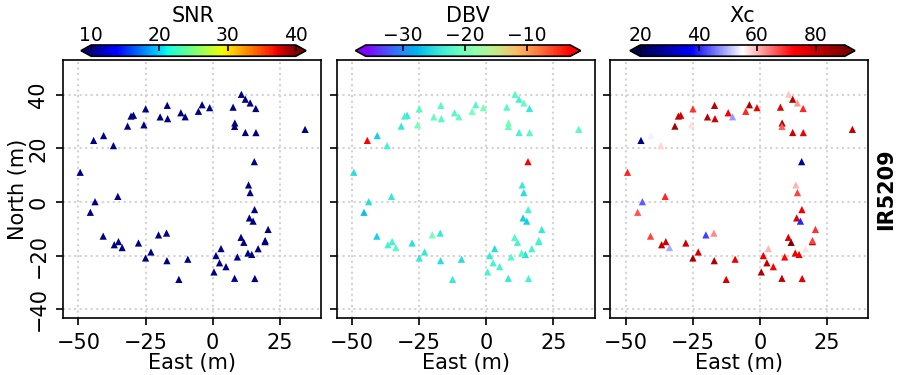 SNR DBV Xc
10 20 30 40 −30 −20 −10 20 40 60 80
40
20
0
−20
−40
North (m)
−50 −25 0 25 −50 −25 0 25 −50 −25 0 25
East (m) East (m) East (m)
IR5209